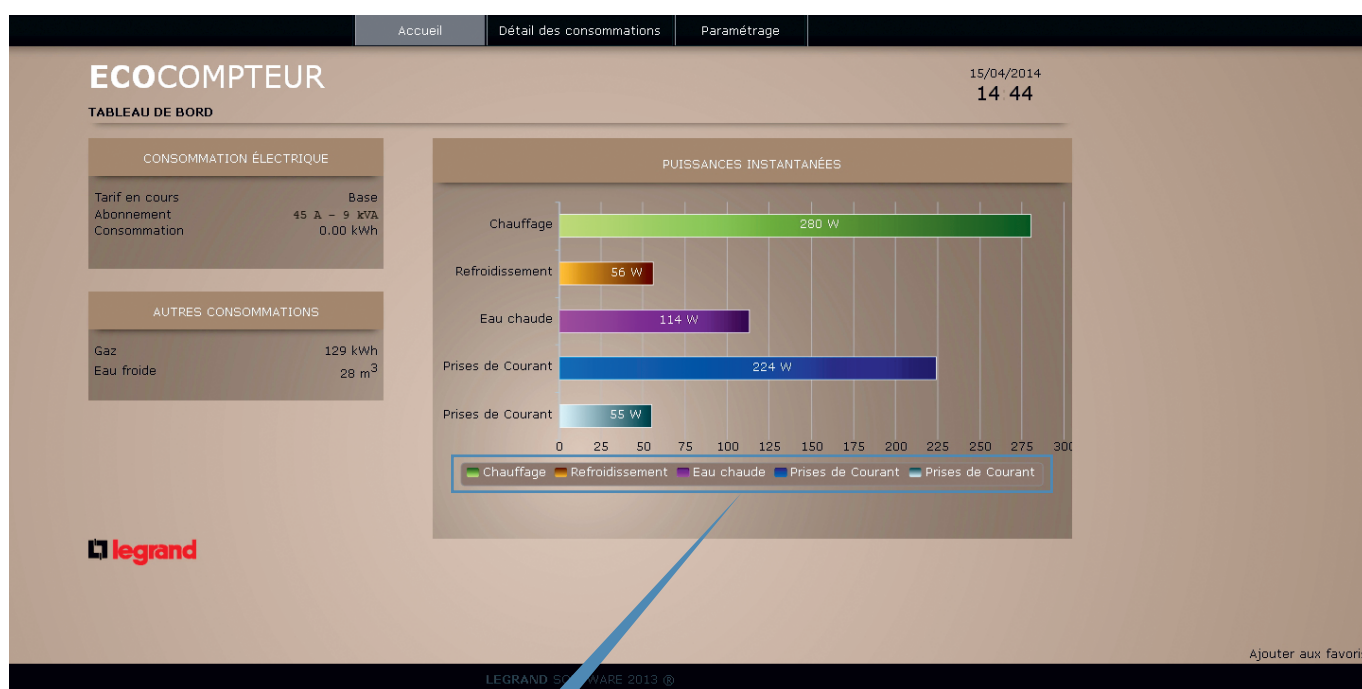 Accueil Détail des consommations Paramétrage
ECOCOMPTEUR
15/04/2014
14:44
TABLEAU DE BORD
CONSOMMATION ÉLECTRIQUE
Tarif en cours Base
Abonnement 45 A - 9 kVA
Consommation 0.00 kWh
AUTRES CONSOMMATIONS
Gaz 129 kWh
Eau froide 28 m³
PUISSANCES INSTANTANÉES
Chauffage 280 W
Refroidissement 56 W
Eau chaude 114 W
Prises de Courant 224 W
Prises de Courant 55 W
0 25 50 75 100 125 150 175 200 225 250 275 300
Chauffage Refroidissement Eau chaude Prises de Courant Prises de Courant
legrand
Ajouter aux favoris
LEGRAND 2013 ®